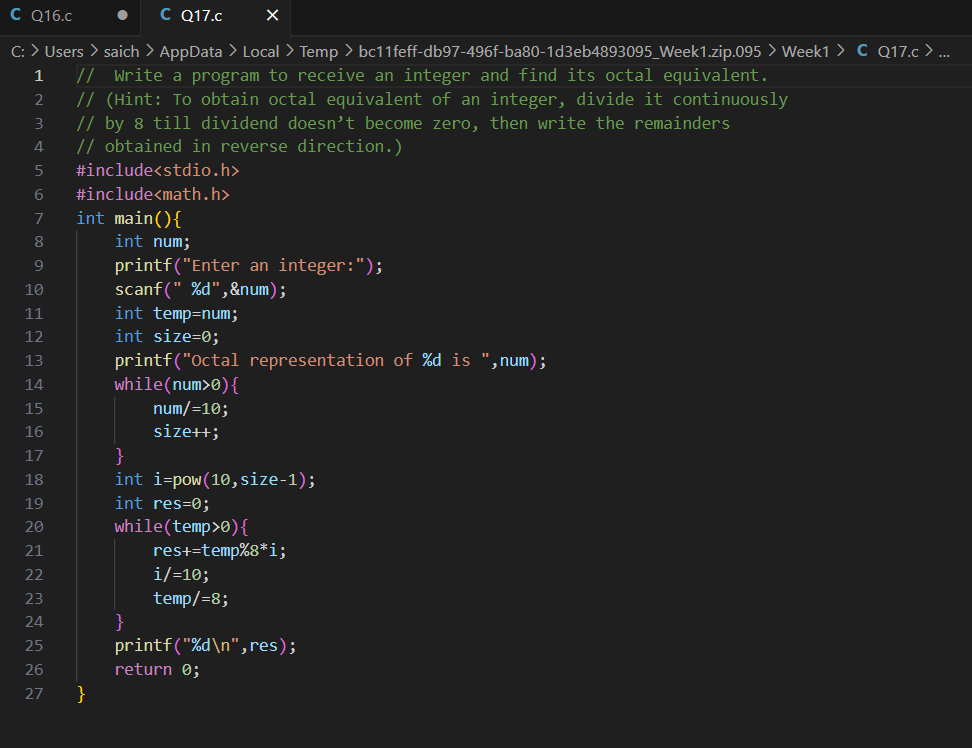 C Q16.c ● C Q17.c ✕
C: > Users > saich > AppData > Local > Temp > bc11feff-db97-496f-ba80-1d3eb4893095_Week1.zip.095 > Week1 > C Q17.c > ...
1 //  Write a program to receive an integer and find its octal equivalent.
2 // (Hint: To obtain octal equivalent of an integer, divide it continuously
3 // by 8 till dividend doesn’t become zero, then write the remainders
4 // obtained in reverse direction.)
5 #include<stdio.h>
6 #include<math.h>
7 int main(){
8     int num;
9     printf("Enter an integer:");
10     scanf(" %d",&num);
11     int temp=num;
12     int size=0;
13     printf("Octal representation of %d is ",num);
14     while(num>0){
15         num/=10;
16         size++;
17     }
18     int i=pow(10,size-1);
19     int res=0;
20     while(temp>0){
21         res+=temp%8*i;
22         i/=10;
23         temp/=8;
24     }
25     printf("%d\n",res);
26     return 0;
27 }